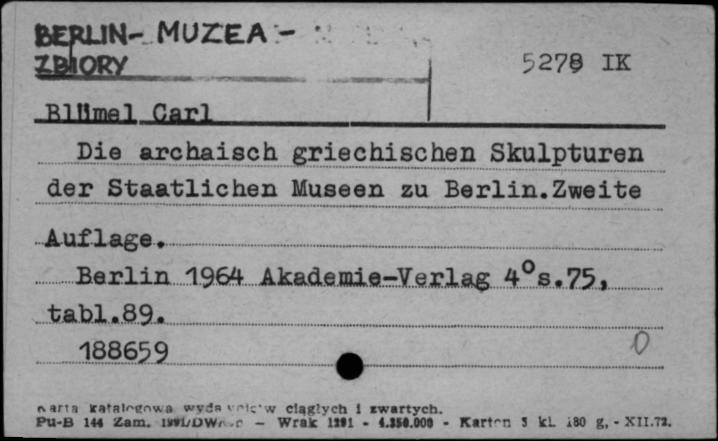 BERLIN- MUZEA -
ZBIORY
5278 IK
Blümel Carl
Die archaisch griechischen Skulpturen
der Staatlichen Museen zu Berlin.Zweite
Auflage.
Berlin 1964 Akademie-Verlag 4°s.75,
tabl.89.
188659
0
karta katalogowa ciągłych i zwartych.
Pu-B 144 Zam. - Wrak 1291 - 4.350.000 - Karton 3 kl. 180 g, - XII.72.